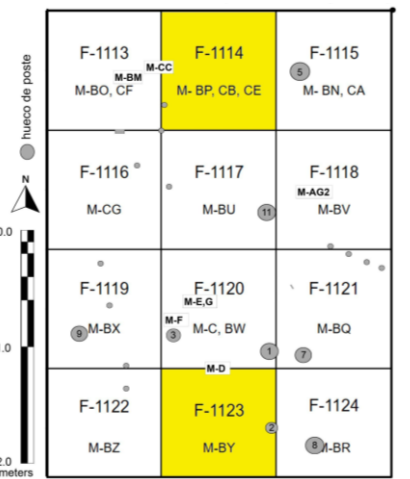 F-1113
F-1114
F-1115
M-CC
M-BM
5
M-BO, CF
M- BP, CB, CE
M- BN, CA
hueco de poste
F-1116
F-1117
F-1118
N
M-AG2
M-CG
M-BU
11
M-BV
0.0
F-1119
F-1120
F-1121
M-E,G
M-F
9
M-BX
3
M-C, BW
M-BQ
1
7
1.0
M-D
F-1122
F-1123
F-1124
2
M-BZ
M-BY
8
M-BR
2.0
meters